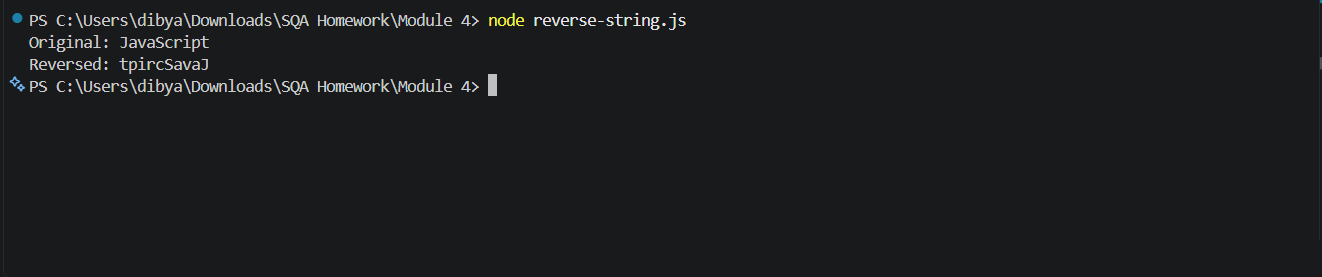 PS C:\Users\dibya\Downloads\SQA Homework\Module 4> node reverse-string.js
Original: JavaScript
Reversed: tpircSavaJ
PS C:\Users\dibya\Downloads\SQA Homework\Module 4>